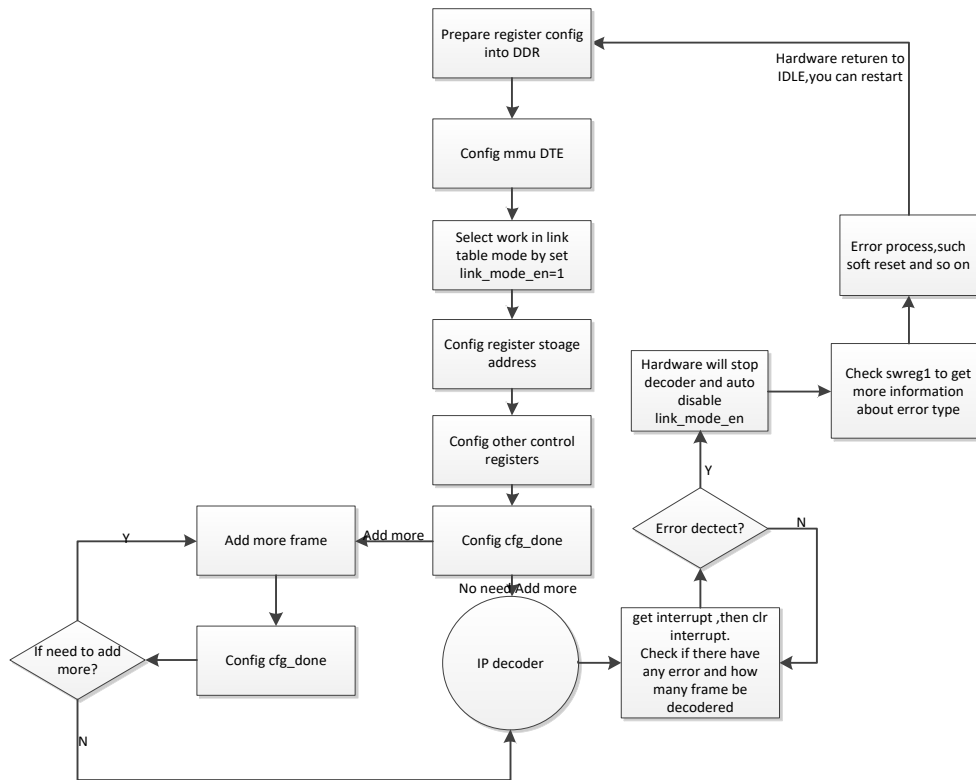 Prepare register config
into DDR
Hardware returen to
IDLE,you can restart
Config mmu DTE
Select work in link
table mode by set
link_mode_en=1
Error process,such
soft reset and so on
Config register stoage
address
Hardware will stop
decoder and auto
disable
link_mode_en
Check swreg1 to get
more information
about error type
Config other control
registers
Y
Error dectect?
N
Y
Add more frame
Add more
Config cfg_done
No need Add more
If need to add
more?
Config cfg_done
IP decoder
get interrupt ,then clr
interrupt.
Check if there have
any error and how
many frame be
decodered
N